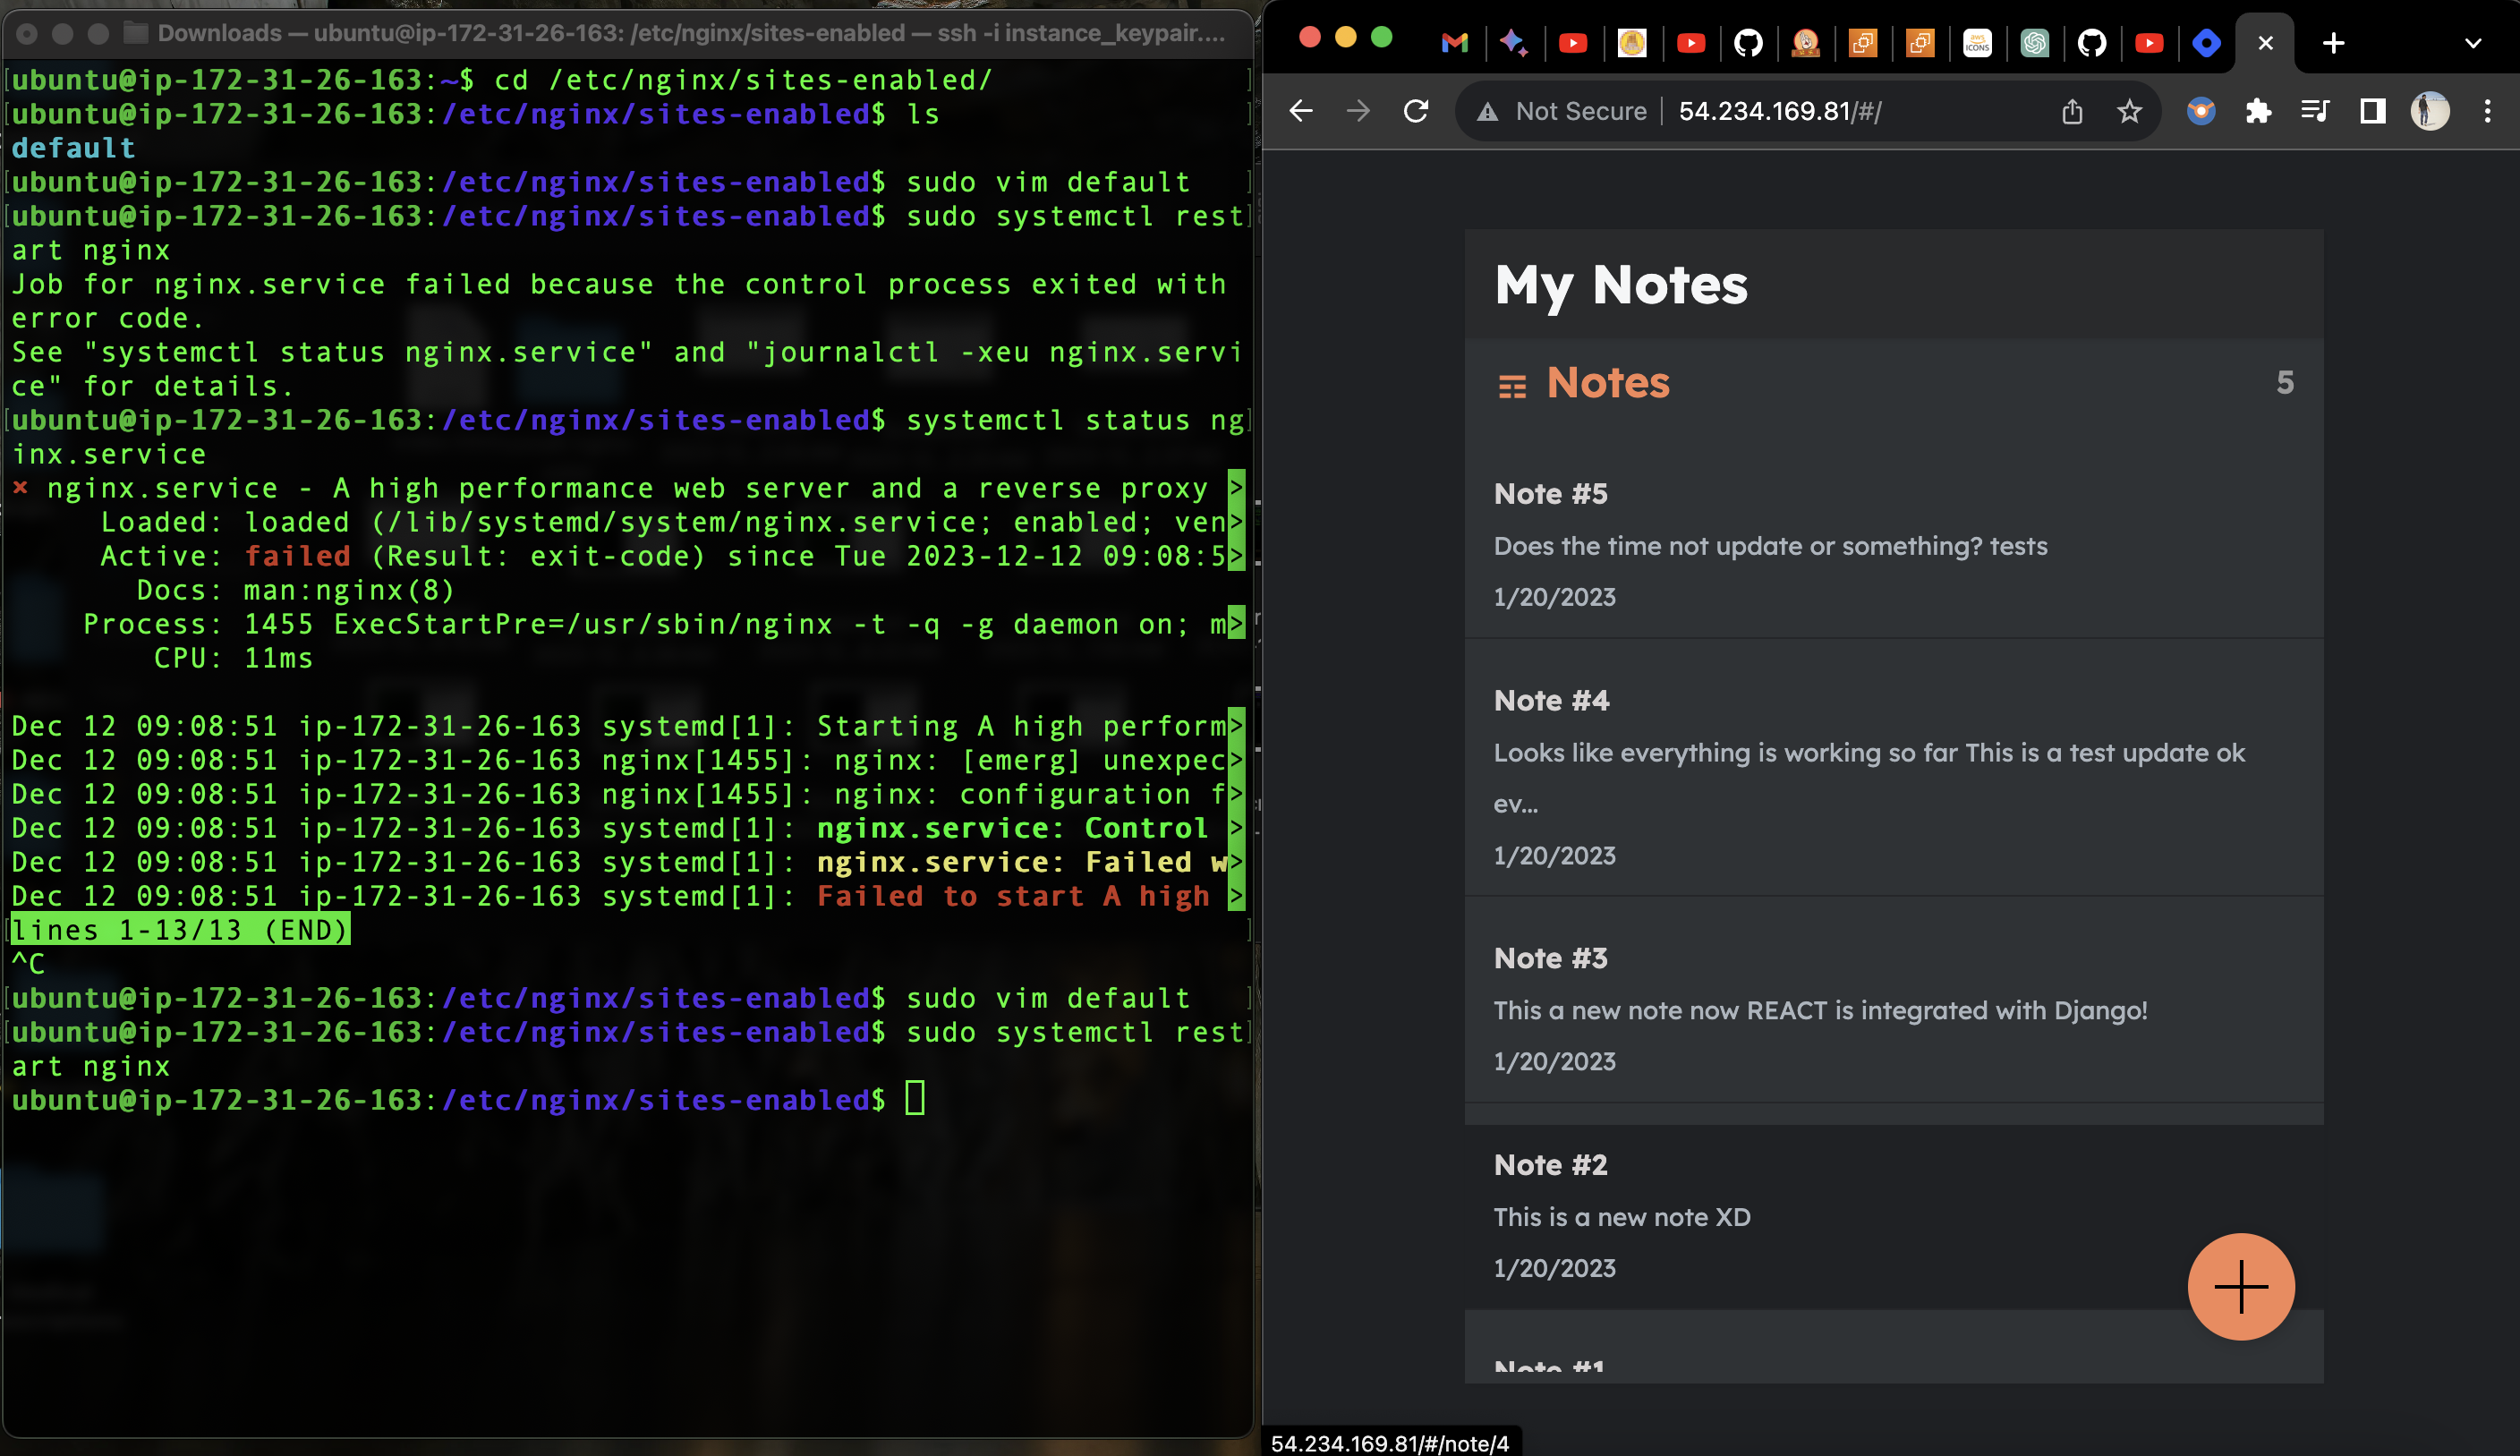 Downloads — ubuntu@ip-172-31-26-163: /etc/nginx/sites-enabled — ssh -i instance_keypair....
ubuntu@ip-172-31-26-163:~$ cd /etc/nginx/sites-enabled/
ubuntu@ip-172-31-26-163:/etc/nginx/sites-enabled$ ls
default
ubuntu@ip-172-31-26-163:/etc/nginx/sites-enabled$ sudo vim default
ubuntu@ip-172-31-26-163:/etc/nginx/sites-enabled$ sudo systemctl rest
art nginx
Job for nginx.service failed because the control process exited with
error code.
See "systemctl status nginx.service" and "journalctl -xeu nginx.servi
ce" for details.
ubuntu@ip-172-31-26-163:/etc/nginx/sites-enabled$ systemctl status ng
inx.service
× nginx.service - A high performance web server and a reverse proxy >
Loaded: loaded (/lib/systemd/system/nginx.service; enabled; ven>
Active: failed (Result: exit-code) since Tue 2023-12-12 09:08:5>
Docs: man:nginx(8)
Process: 1455 ExecStartPre=/usr/sbin/nginx -t -q -g daemon on; m>
CPU: 11ms
Dec 12 09:08:51 ip-172-31-26-163 systemd[1]: Starting A high perform>
Dec 12 09:08:51 ip-172-31-26-163 nginx[1455]: nginx: [emerg] unexpec>
Dec 12 09:08:51 ip-172-31-26-163 nginx[1455]: nginx: configuration f>
Dec 12 09:08:51 ip-172-31-26-163 systemd[1]: nginx.service: Control >
Dec 12 09:08:51 ip-172-31-26-163 systemd[1]: nginx.service: Failed w>
Dec 12 09:08:51 ip-172-31-26-163 systemd[1]: Failed to start A high >
lines 1-13/13 (END)
^C
ubuntu@ip-172-31-26-163:/etc/nginx/sites-enabled$ sudo vim default
ubuntu@ip-172-31-26-163:/etc/nginx/sites-enabled$ sudo systemctl rest
art nginx
ubuntu@ip-172-31-26-163:/etc/nginx/sites-enabled$
aws
ICONS
Not Secure
54.234.169.81/#/
My Notes
Notes
5
Note #5
Does the time not update or something? tests
1/20/2023
Note #4
Looks like everything is working so far This is a test update ok
ev...
1/20/2023
Note #3
This a new note now REACT is integrated with Django!
1/20/2023
Note #2
This is a new note XD
1/20/2023
Note #1
54.234.169.81/#/note/4